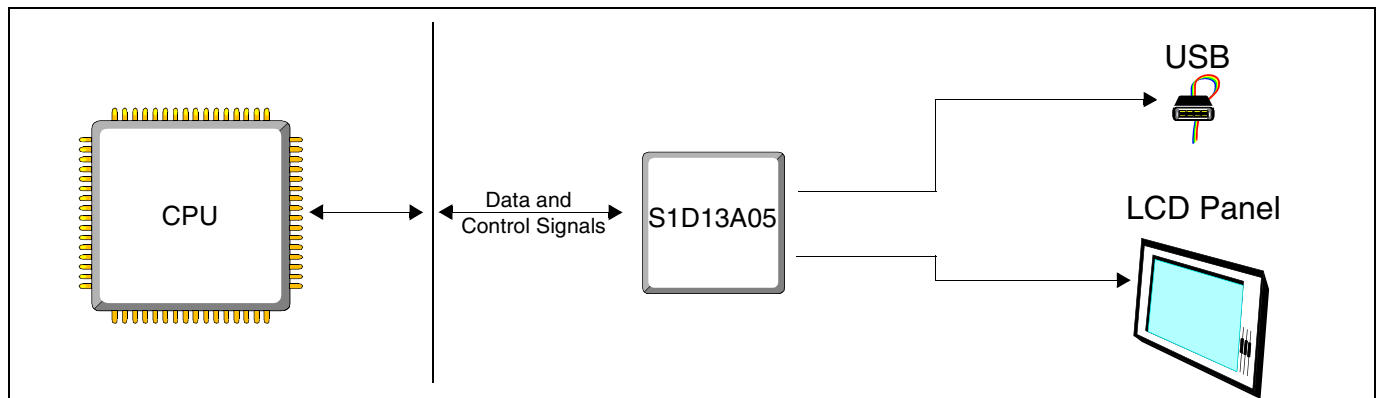 USB
CPU
Data and
Control Signals
S1D13A05
LCD Panel